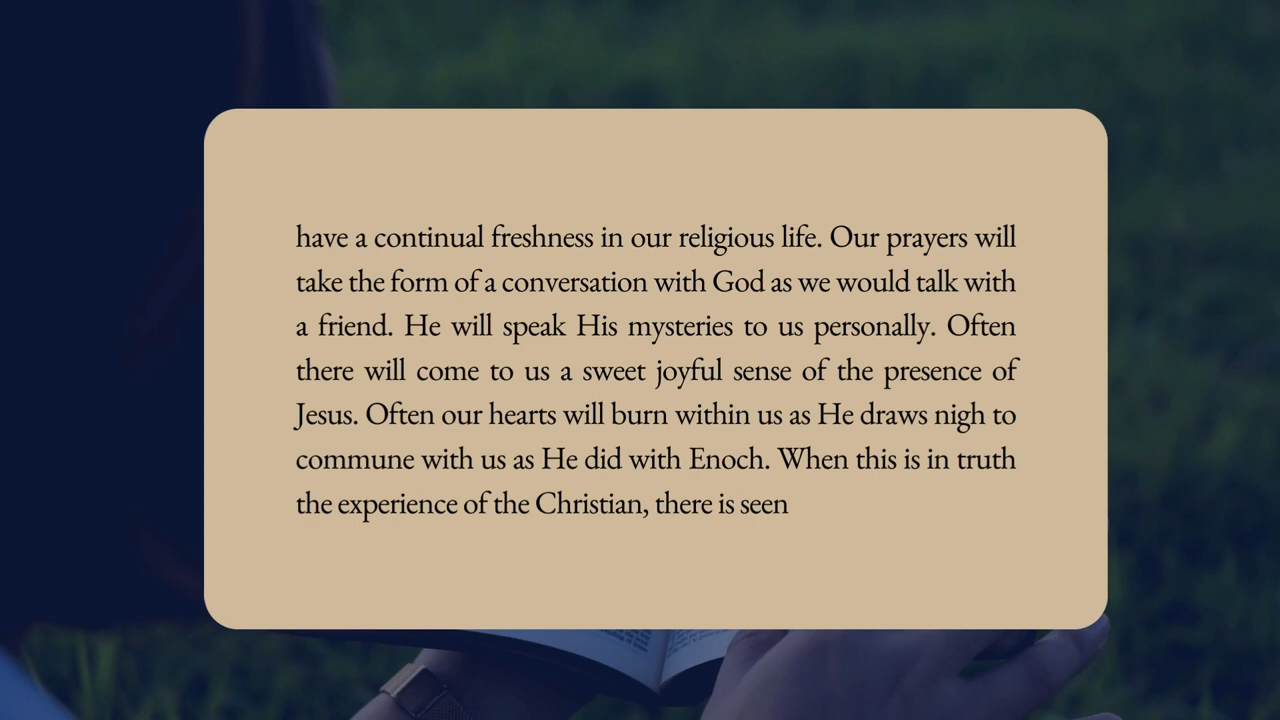 have a continual freshness in our religious life. Our prayers will
take the form of a conversation with God as we would talk with
a friend. He will speak His mysteries to us personally. Often
there will come to us a sweet joyful sense of the presence of
Jesus. Often our hearts will burn within us as He draws nigh to
commune with us as He did with Enoch. When this is in truth
the experience of the Christian, there is seen